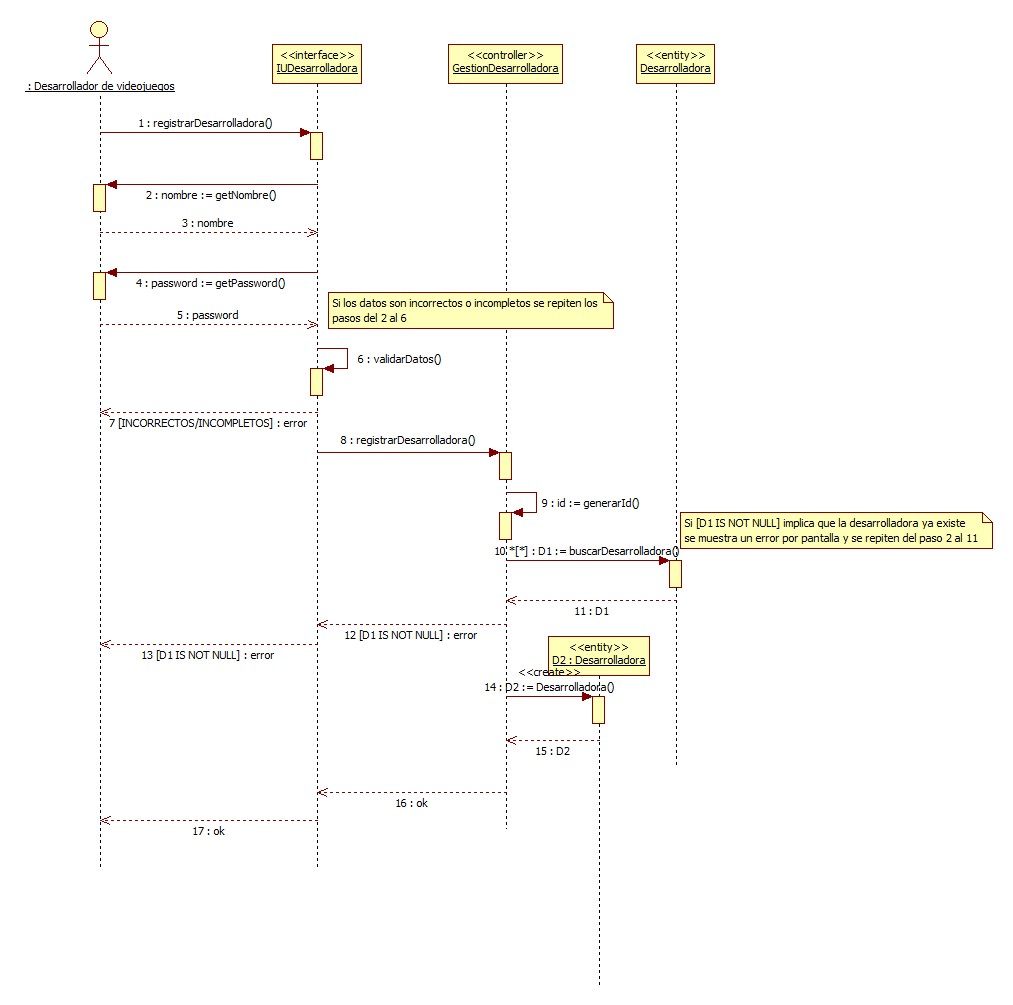 : Desarrollador de videojuegos
<<interface>>
IUDesarrolladora
<<controller>>
GestionDesarrolladora
<<entity>>
Desarrolladora
1 : registrarDesarrolladora()
2 : nombre := getNombre()
3 : nombre
4 : password := getPassword()
Si los datos son incorrectos o incompletos se repiten los
pasos del 2 al 6
5 : password
6 : validarDatos()
7 [INCORRECTOS/INCOMPLETOS] : error
8 : registrarDesarrolladora()
9 : id := generarId()
Si [D1 IS NOT NULL] implica que la desarrolladora ya existe
se muestra un error por pantalla y se repiten del paso 2 al 11
10 *[*] : D1 := buscarDesarrolladora()
11 : D1
12 [D1 IS NOT NULL] : error
13 [D1 IS NOT NULL] : error
<<entity>>
D2 : Desarrolladora
<<create>>
14 : D2 := Desarrolladora()
15 : D2
16 : ok
17 : ok